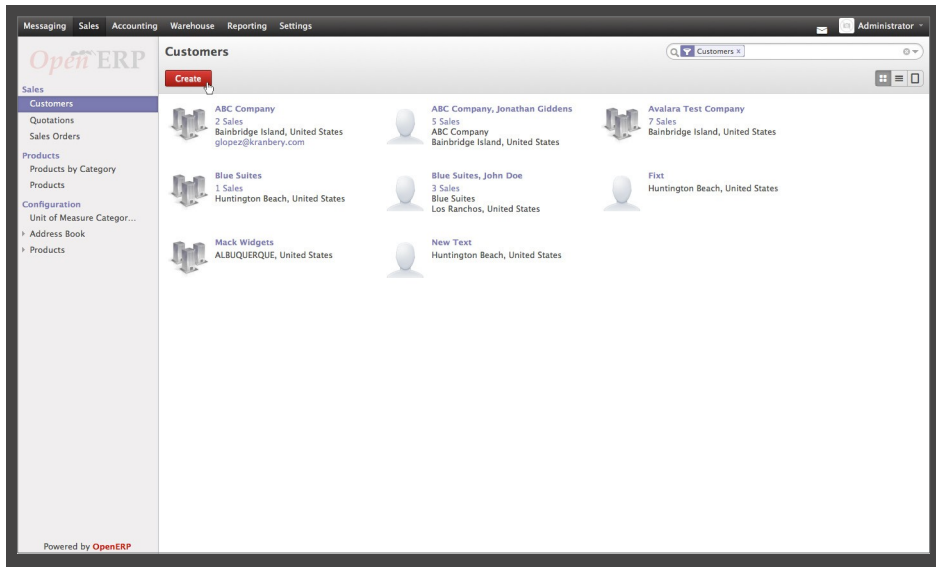 Messaging Sales Accounting Warehouse Reporting Settings Administrator
Open ERP
Customers
Customers ×
Create
Sales
Customers
Quotations
Sales Orders
Products
Products by Category
Products
Configuration
Unit of Measure Categor...
Address Book
Products
ABC Company
2 Sales
Bainbridge Island, United States
glopez@kranbery.com
ABC Company, Jonathan Giddens
5 Sales
ABC Company
Bainbridge Island, United States
Avalara Test Company
7 Sales
Bainbridge Island, United States
Blue Suites
1 Sales
Huntington Beach, United States
Blue Suites, John Doe
3 Sales
Blue Suites
Los Ranchos, United States
Fixt
Huntington Beach, United States
Mack Widgets
ALBUQUERQUE, United States
New Text
Huntington Beach, United States
Powered by OpenERP